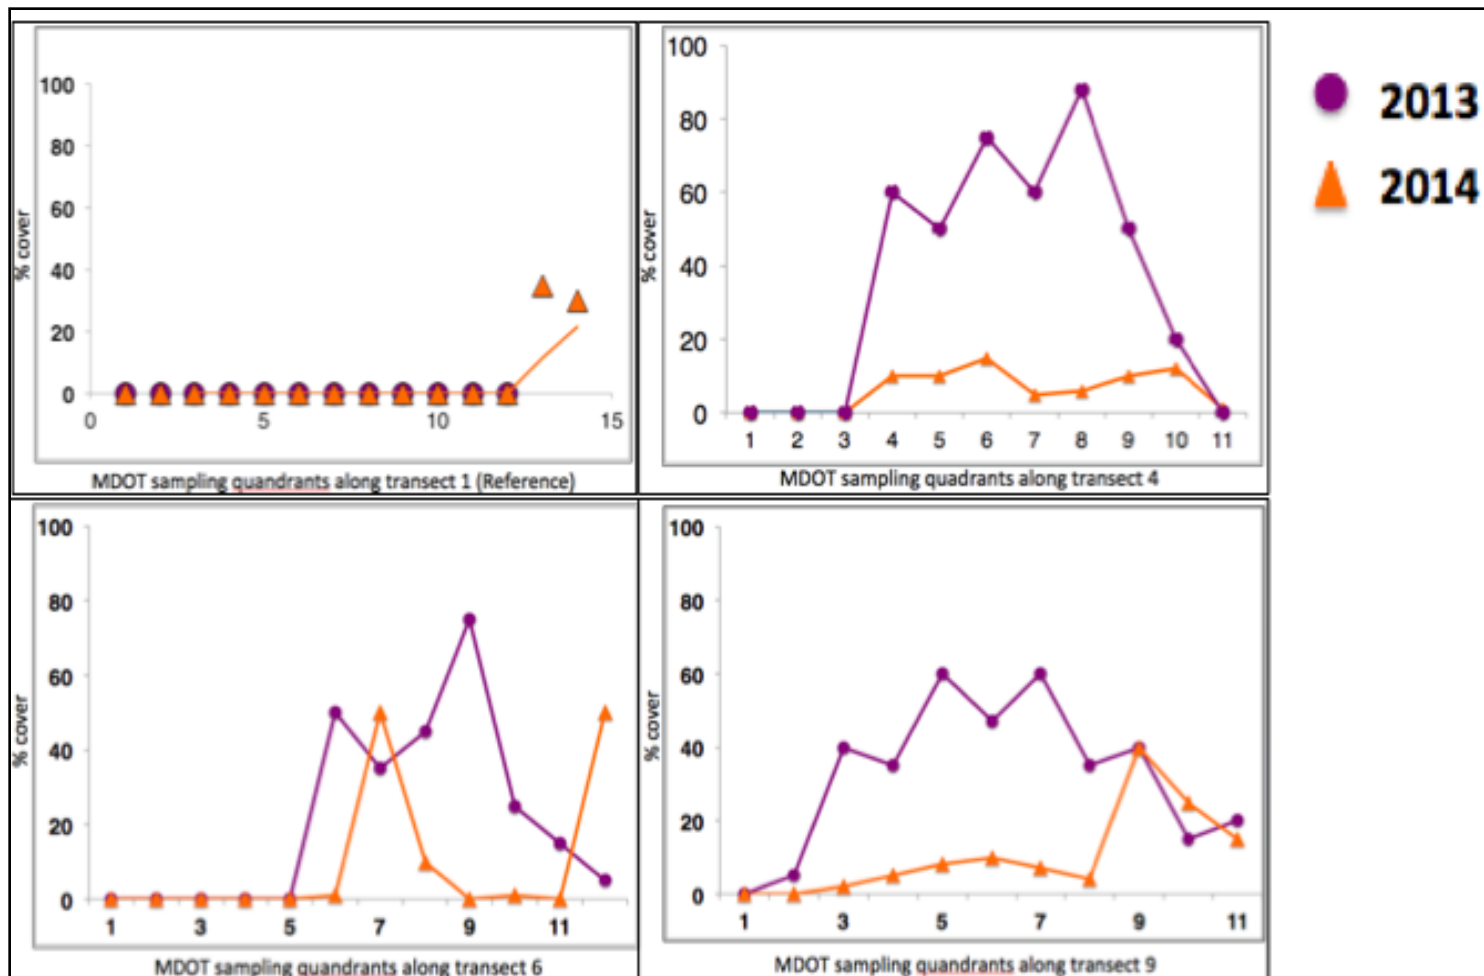 100
80
60
40
20
0
% cover
0 5 10 15
MDOT sampling quandrants along transect 1 (Reference)
100
80
60
40
20
0
% cover
1 2 3 4 5 6 7 8 9 10 11
MDOT sampling quadrants along transect 4
2013
2014
100
80
60
40
20
0
% cover
1 3 5 7 9 11
MDOT sampling quandrants along transect 6
100
80
60
40
20
0
% cover
1 3 5 7 9 11
MDOT sampling quandrants along transect 9